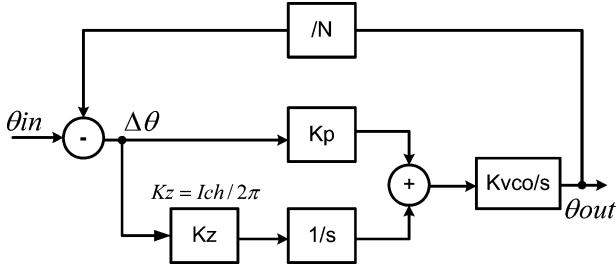 /N
θin
-
Δθ
Kp
Kz = Ich / 2π
+
Kvco/s
θout
Kz
1/s